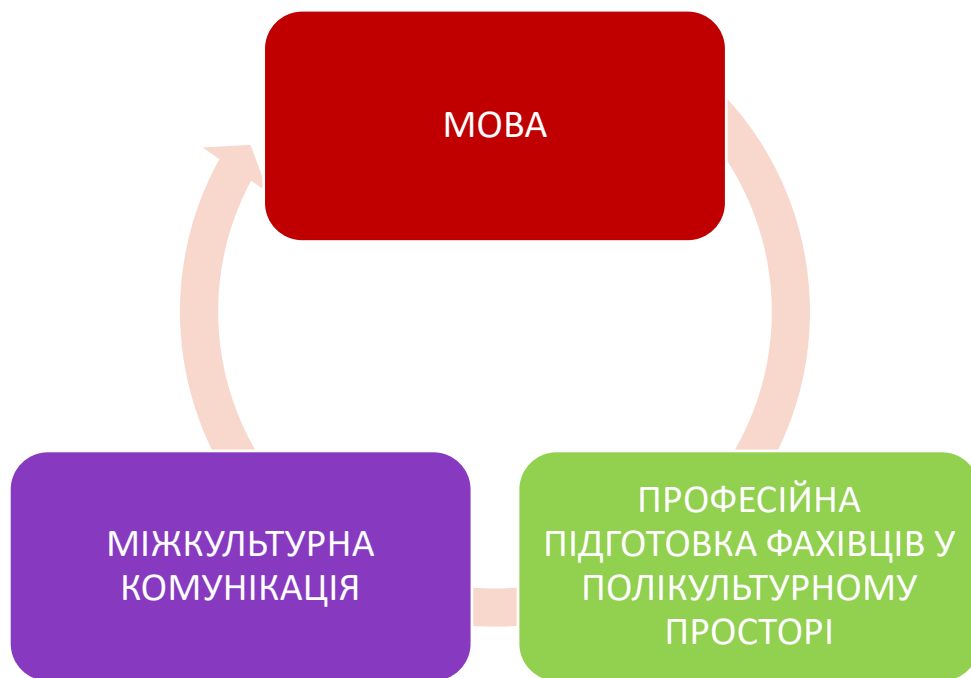 МОВА
МІЖКУЛЬТУРНА
КОМУНІКАЦІЯ
ПРОФЕСІЙНА
ПІДГОТОВКА ФАХІВЦІВ У
ПОЛІКУЛЬТУРНОМУ
ПРОСТОРІ